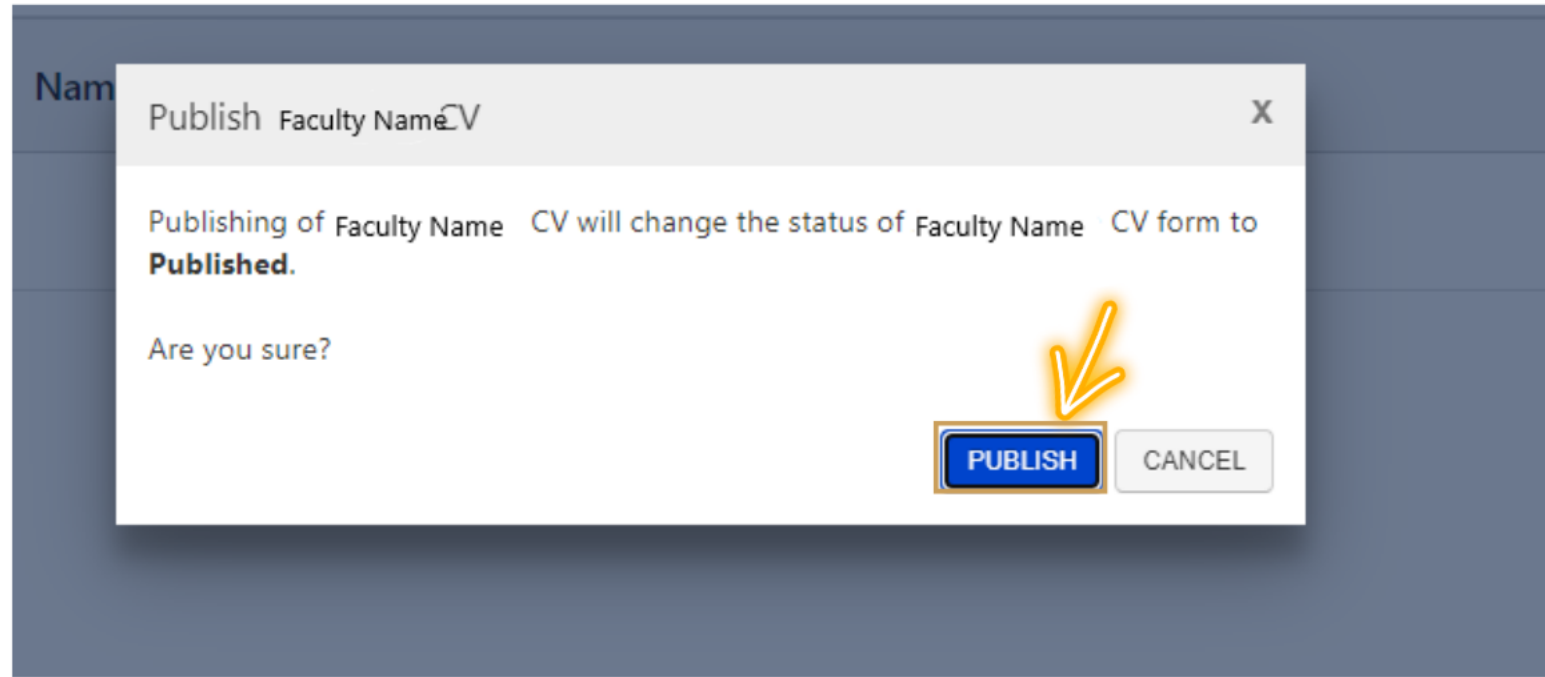 Nam
Publish Faculty Name CV X
Publishing of Faculty Name CV will change the status of Faculty Name CV form to
Published.
Are you sure?
PUBLISH CANCEL